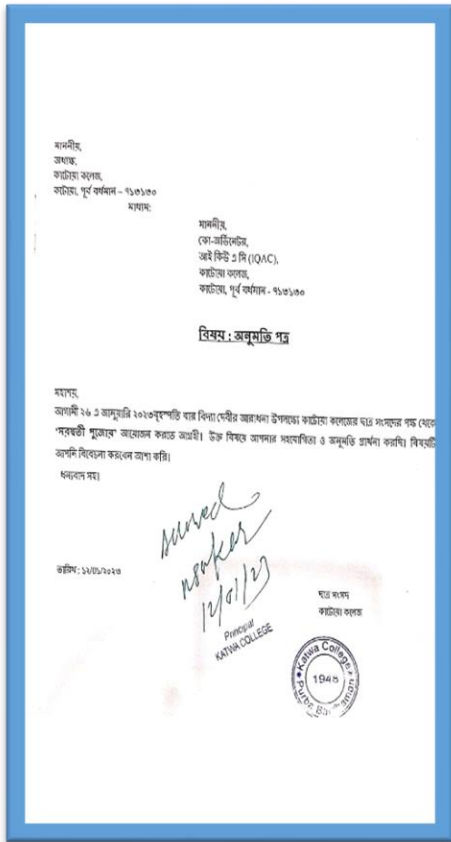 মাননীয়,
অধ্যক্ষ,
কাটোয়া কলেজ,
কাটোয়া, পূর্ব বর্ধমান – ৭১৩১৩০
মাধ্যম:
মাননীয়,
কো-অর্ডিনেটর,
আই কিউ এ সি (IQAC),
কাটোয়া কলেজ,
কাটোয়া, পূর্ব বর্ধমান - ৭১৩১৩০
বিষয় : অনুমতি পত্র
মহাশয়,
আগামী ২৬ এ জানুয়ারি ২০২৩বৃহস্পতি বার বিদ্যা দেবীর আরাধনা উপলক্ষ্যে কাটোয়া কলেজের ছাত্র সংসদের পক্ষ থেকে
"সরস্বতী পুজোর" আয়োজন করতে আগ্রহী। উক্ত বিষয়ে আপনার সহযোগিতা ও অনুমতি প্রার্থনা করছি। বিষয়টি
আপনি বিবেচনা করবেন আশা করি।
ধন্যবাদ সহ।
তারিখ : ১২/০১/২০২৩
12/01/23
Principal
KATWA COLLEGE
ছাত্র সংসদ
কাটোয়া কলেজ
Katwa College
1948
Purba Bardhaman